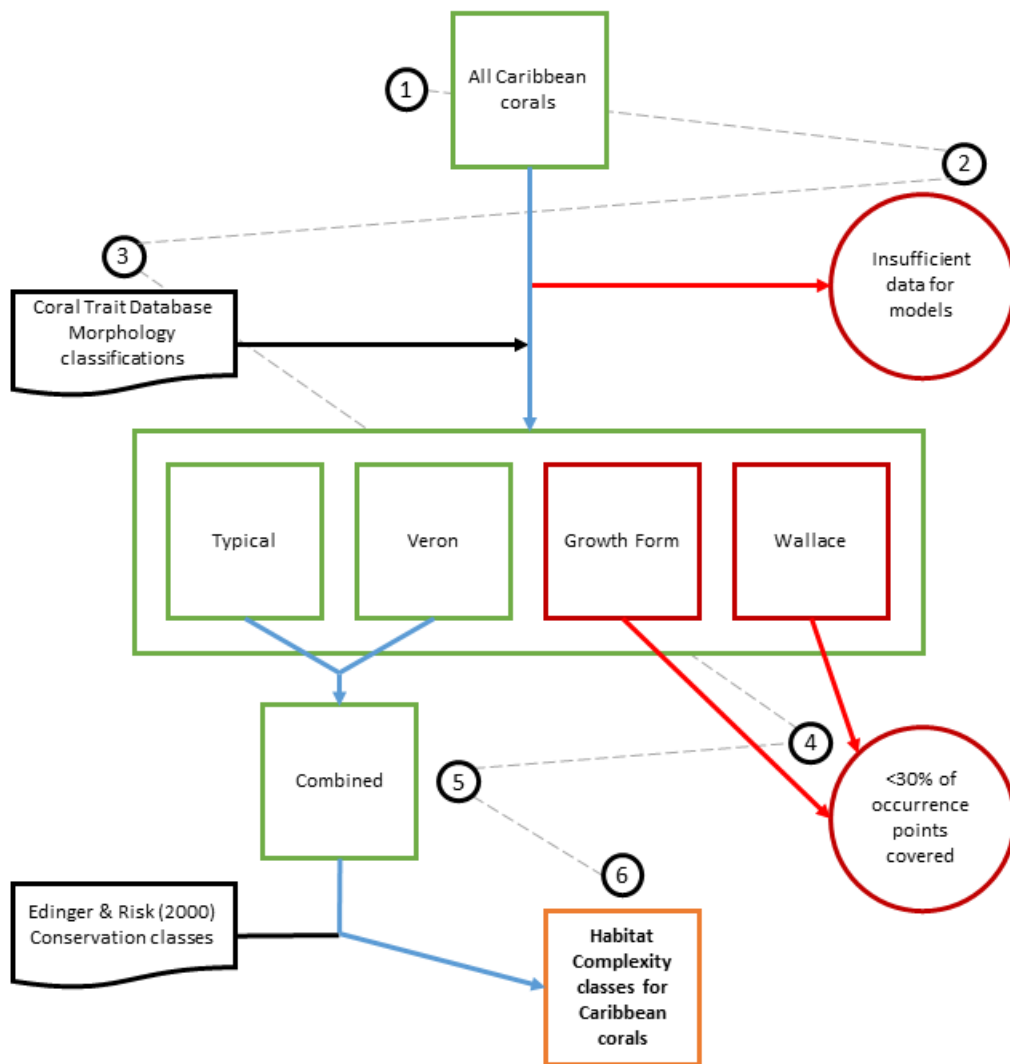 All Caribbean
corals
1
2
3
Insufficient
data for
models
Coral Trait Database
Morphology
classifications
Typical
Veron
Growth Form
Wallace
4
5
Combined
<30% of
occurrence
points
covered
6
Edinger & Risk (2000)
Conservation classes
Habitat
Complexity
classes for
Caribbean
corals